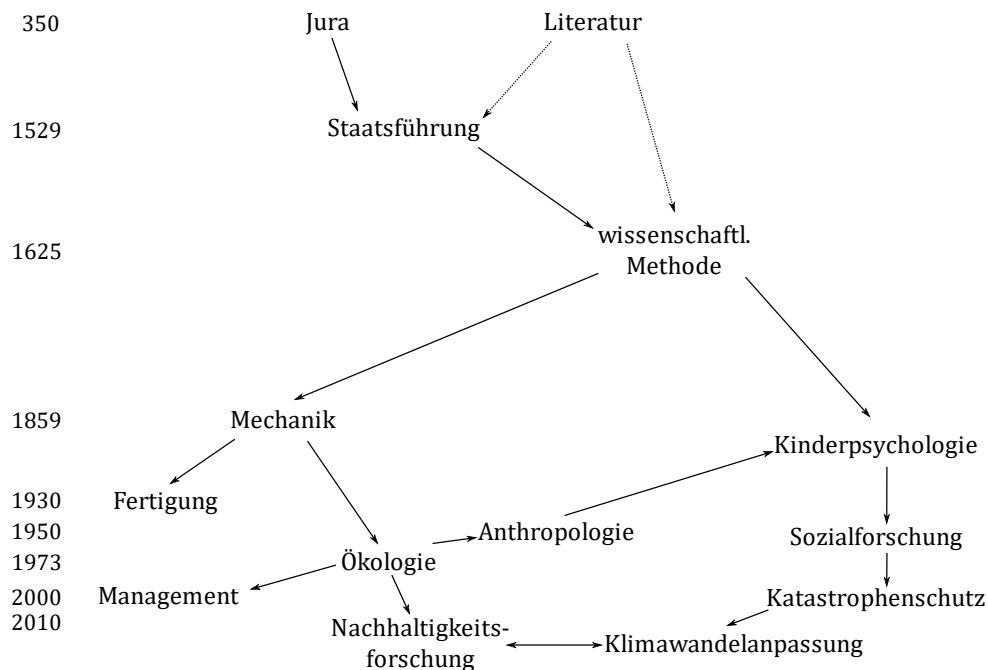 350
Jura
Literatur
1529
Staatsführung
1625
wissenschaftl.
Methode
1859
Mechanik
Kinderpsychologie
1930
Fertigung
1950
Anthropologie
Sozialforschung
1973
Ökologie
2000
Management
Katastrophenschutz
2010
Nachhaltigkeits-
forschung
Klimawandelanpassung